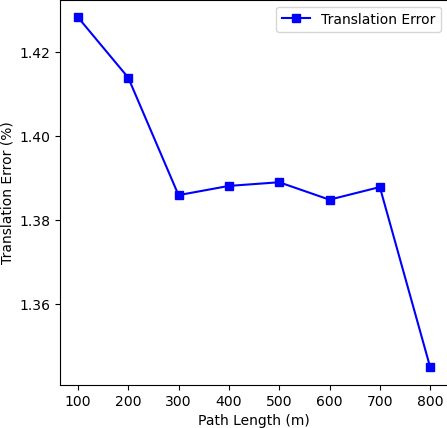 Translation Error
1.42
1.40
1.38
1.36
Translation Error (%)
100 200 300 400 500 600 700 800
Path Length (m)